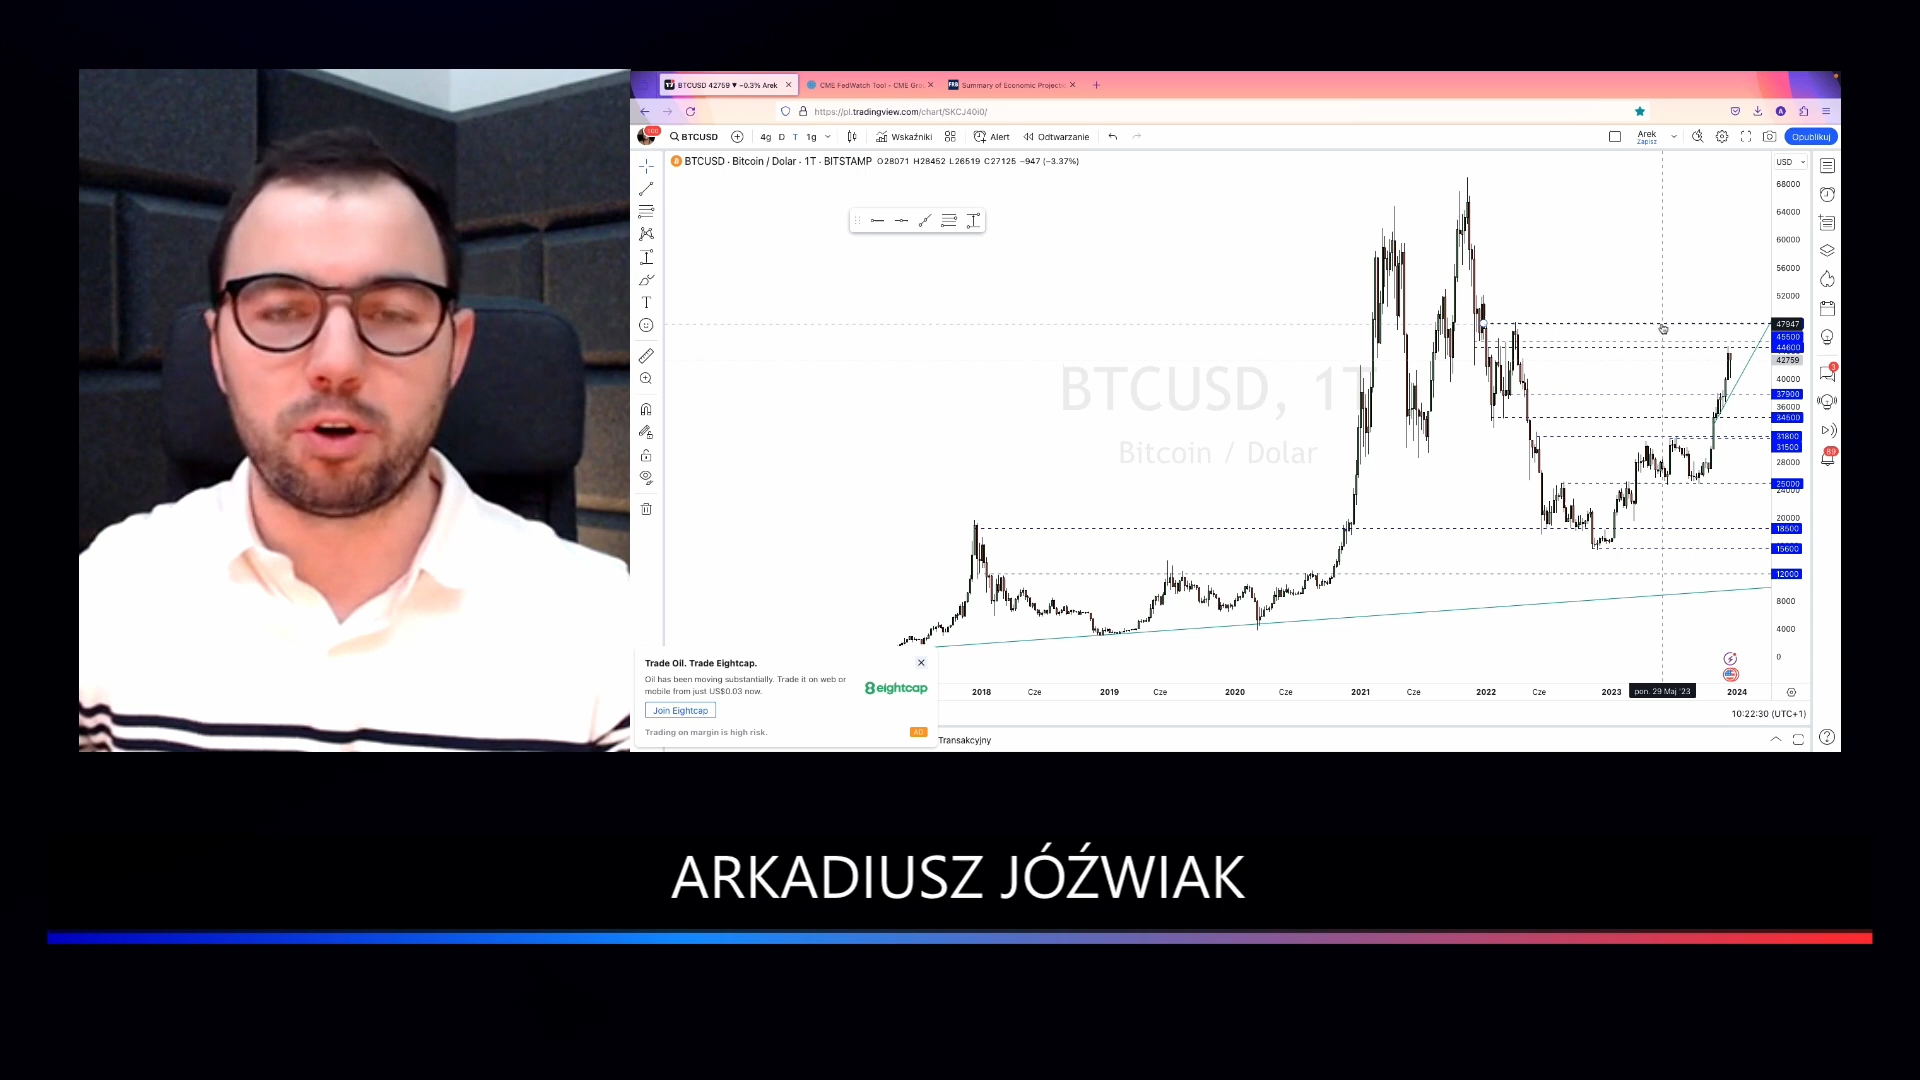 BTCUSD 42759 ▼ −0.3% Arek
CME FedWatch Tool - CME Gro
Summary of Economic Projecti
https://pl.tradingview.com/chart/SKCJ40i0/
100
BTCUSD
4g
D
T
1g
Wskaźniki
Alert
Odtwarzanie
Arek
Zapisz
Opublikuj
BTCUSD · Bitcoin / Dolar · 1T · BITSTAMP O28071 H28452 L26519 C27125 −947 (−3.37%)
USD
68000
64000
60000
56000
52000
47947
45500
44600
42759
40000
37900
36000
34500
31800
31500
28000
25000
24000
20000
18500
15600
12000
8000
4000
0
BTCUSD, 1T
Bitcoin / Dolar
Trade Oil. Trade Eightcap.
Oil has been moving substantially. Trade it on web or
mobile from just US$0.03 now.
8eightcap
Join Eightcap
Trading on margin is high risk.
AD
2018
Cze
2019
Cze
2020
Cze
2021
Cze
2022
Cze
2023
pon. 29 Maj '23
2024
10:22:30 (UTC+1)
Transakcyjny
ARKADIUSZ JÓŹWIAK